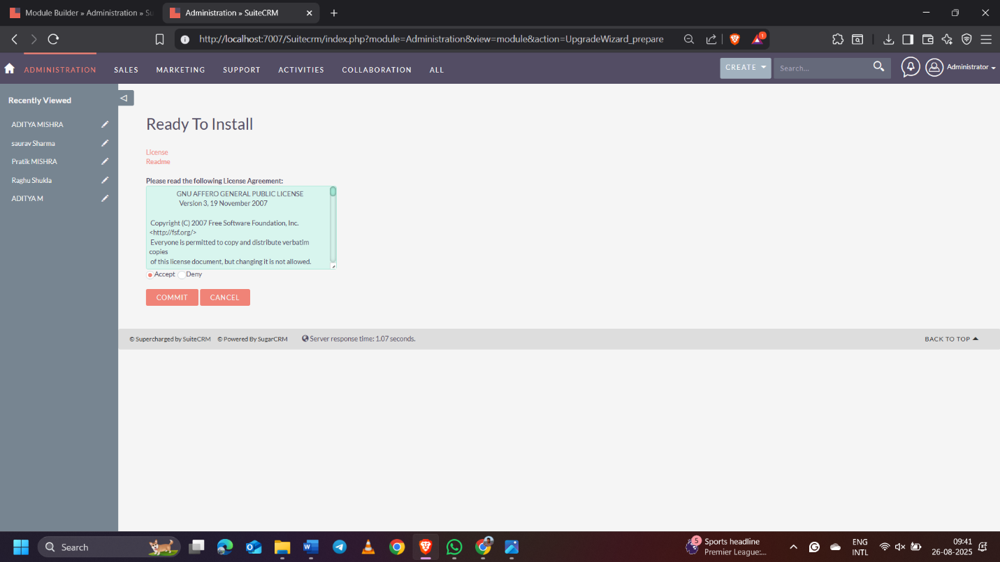 Module Builder » Administration » Su
Administration » SuiteCRM
http://localhost:7007/Suitecrm/index.php?module=Administration&view=module&action=UpgradeWizard_prepare
1
ADMINISTRATION
SALES
MARKETING
SUPPORT
ACTIVITIES
COLLABORATION
ALL
CREATE
Search...
Administrator
Recently Viewed
ADITYA MISHRA
saurav Sharma
Pratik MISHRA
Raghu Shukla
ADITYA M
Ready To Install
License
Readme
Please read the following License Agreement:
GNU AFFERO GENERAL PUBLIC LICENSE
Version 3, 19 November 2007
Copyright (C) 2007 Free Software Foundation, Inc.
<http://fsf.org/>
Everyone is permitted to copy and distribute verbatim
copies
of this license document, but changing it is not allowed.
Accept Deny
COMMIT
CANCEL
© Supercharged by SuiteCRM © Powered By SugarCRM Server response time: 1.07 seconds.
BACK TO TOP
Search
5
Sports headline
Premier League:...
ENG
INTL
09:41
26-08-2025